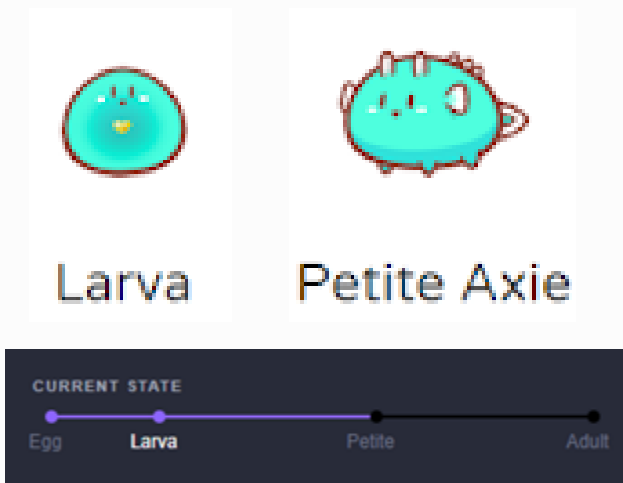 Larva
Petite Axie
CURRENT STATE
Egg
Larva
Petite
Adult